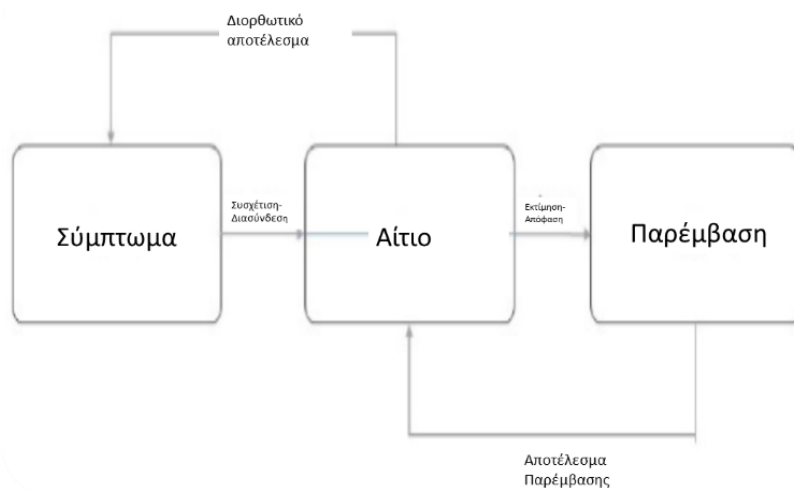 Διορθωτικό
αποτέλεσμα
Σύμπτωμα
Συσχέτιση-
Διασύνδεση
Αίτιο
Εκτίμηση-
Απόφαση
Παρέμβαση
Αποτέλεσμα
Παρέμβασης